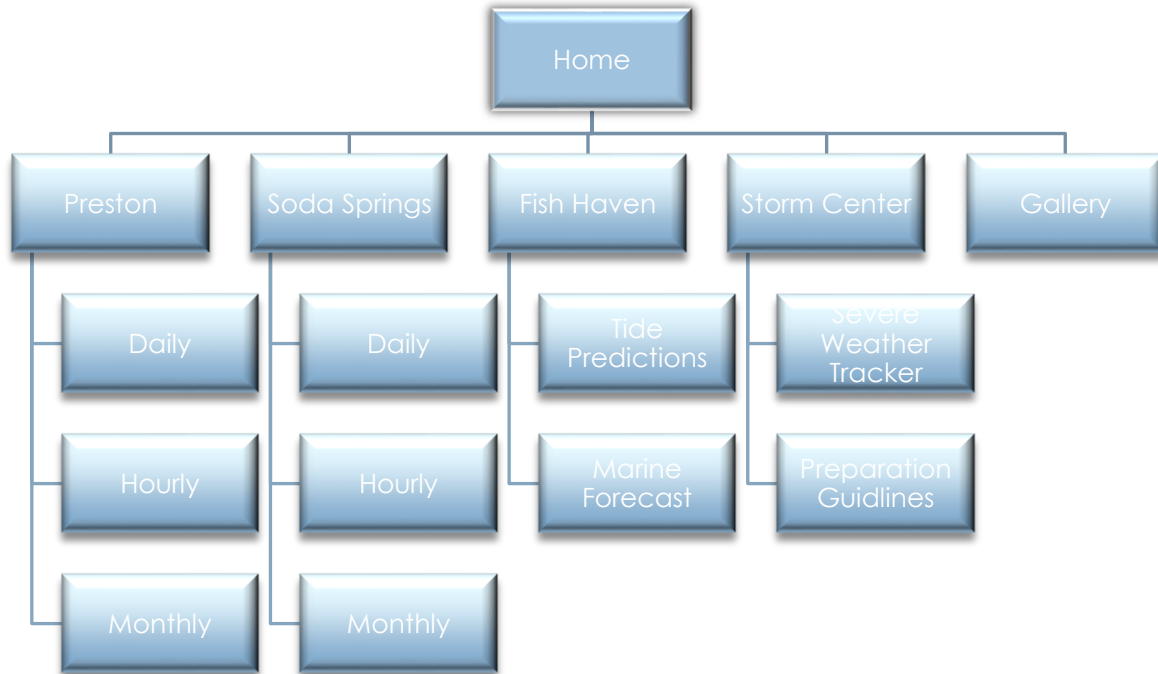 Home
Preston
Soda Springs
Fish Haven
Storm Center
Gallery
Daily
Daily
Tide
Predictions
Severe
Weather
Tracker
Hourly
Hourly
Marine
Forecast
Preparation
Guidlines
Monthly
Monthly